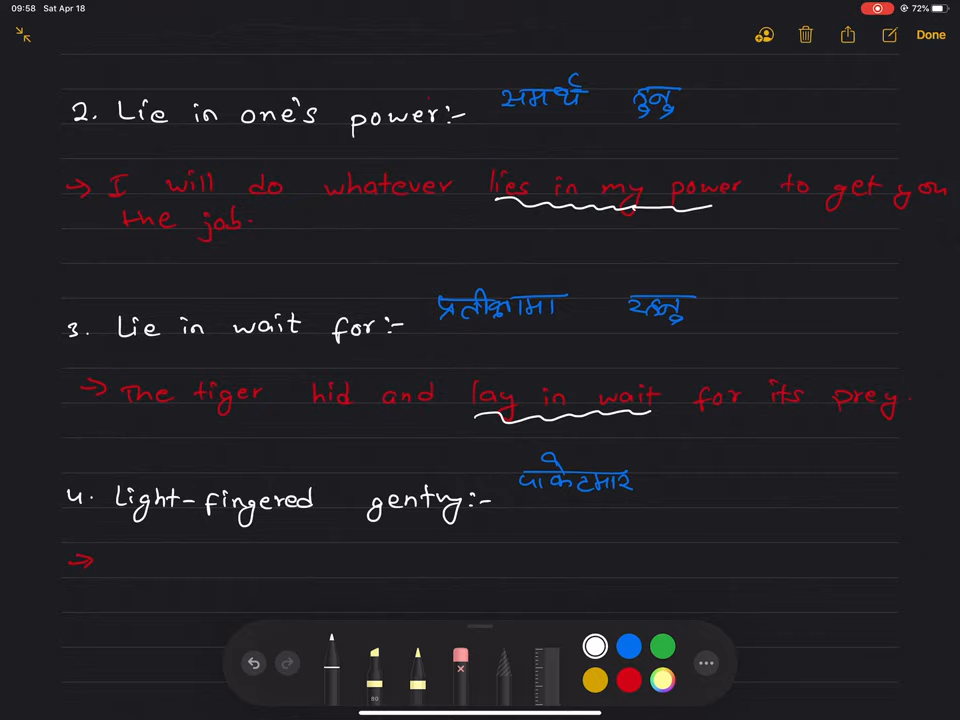 09:58 Sat Apr 18 72%
Done
2. Lie in one's power:- समर्थ हुनु
→ I will do whatever lies in my power to get you
the job.
3. Lie in wait for:- प्रतीक्षामा रहनु
→ The tiger hid and lay in wait for its prey.
4. Light-fingered gentry:- पाकेटमार
→
80